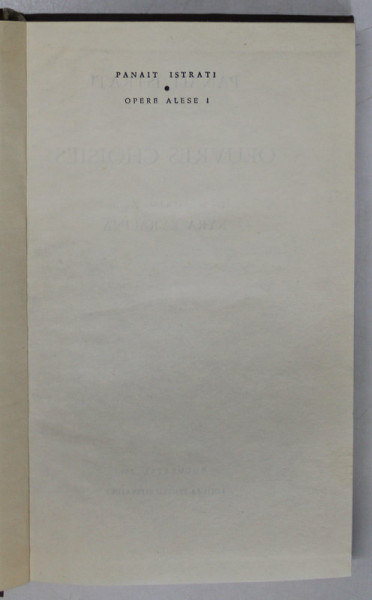 PANAIT ISTRATI
●
OPERE ALESE I